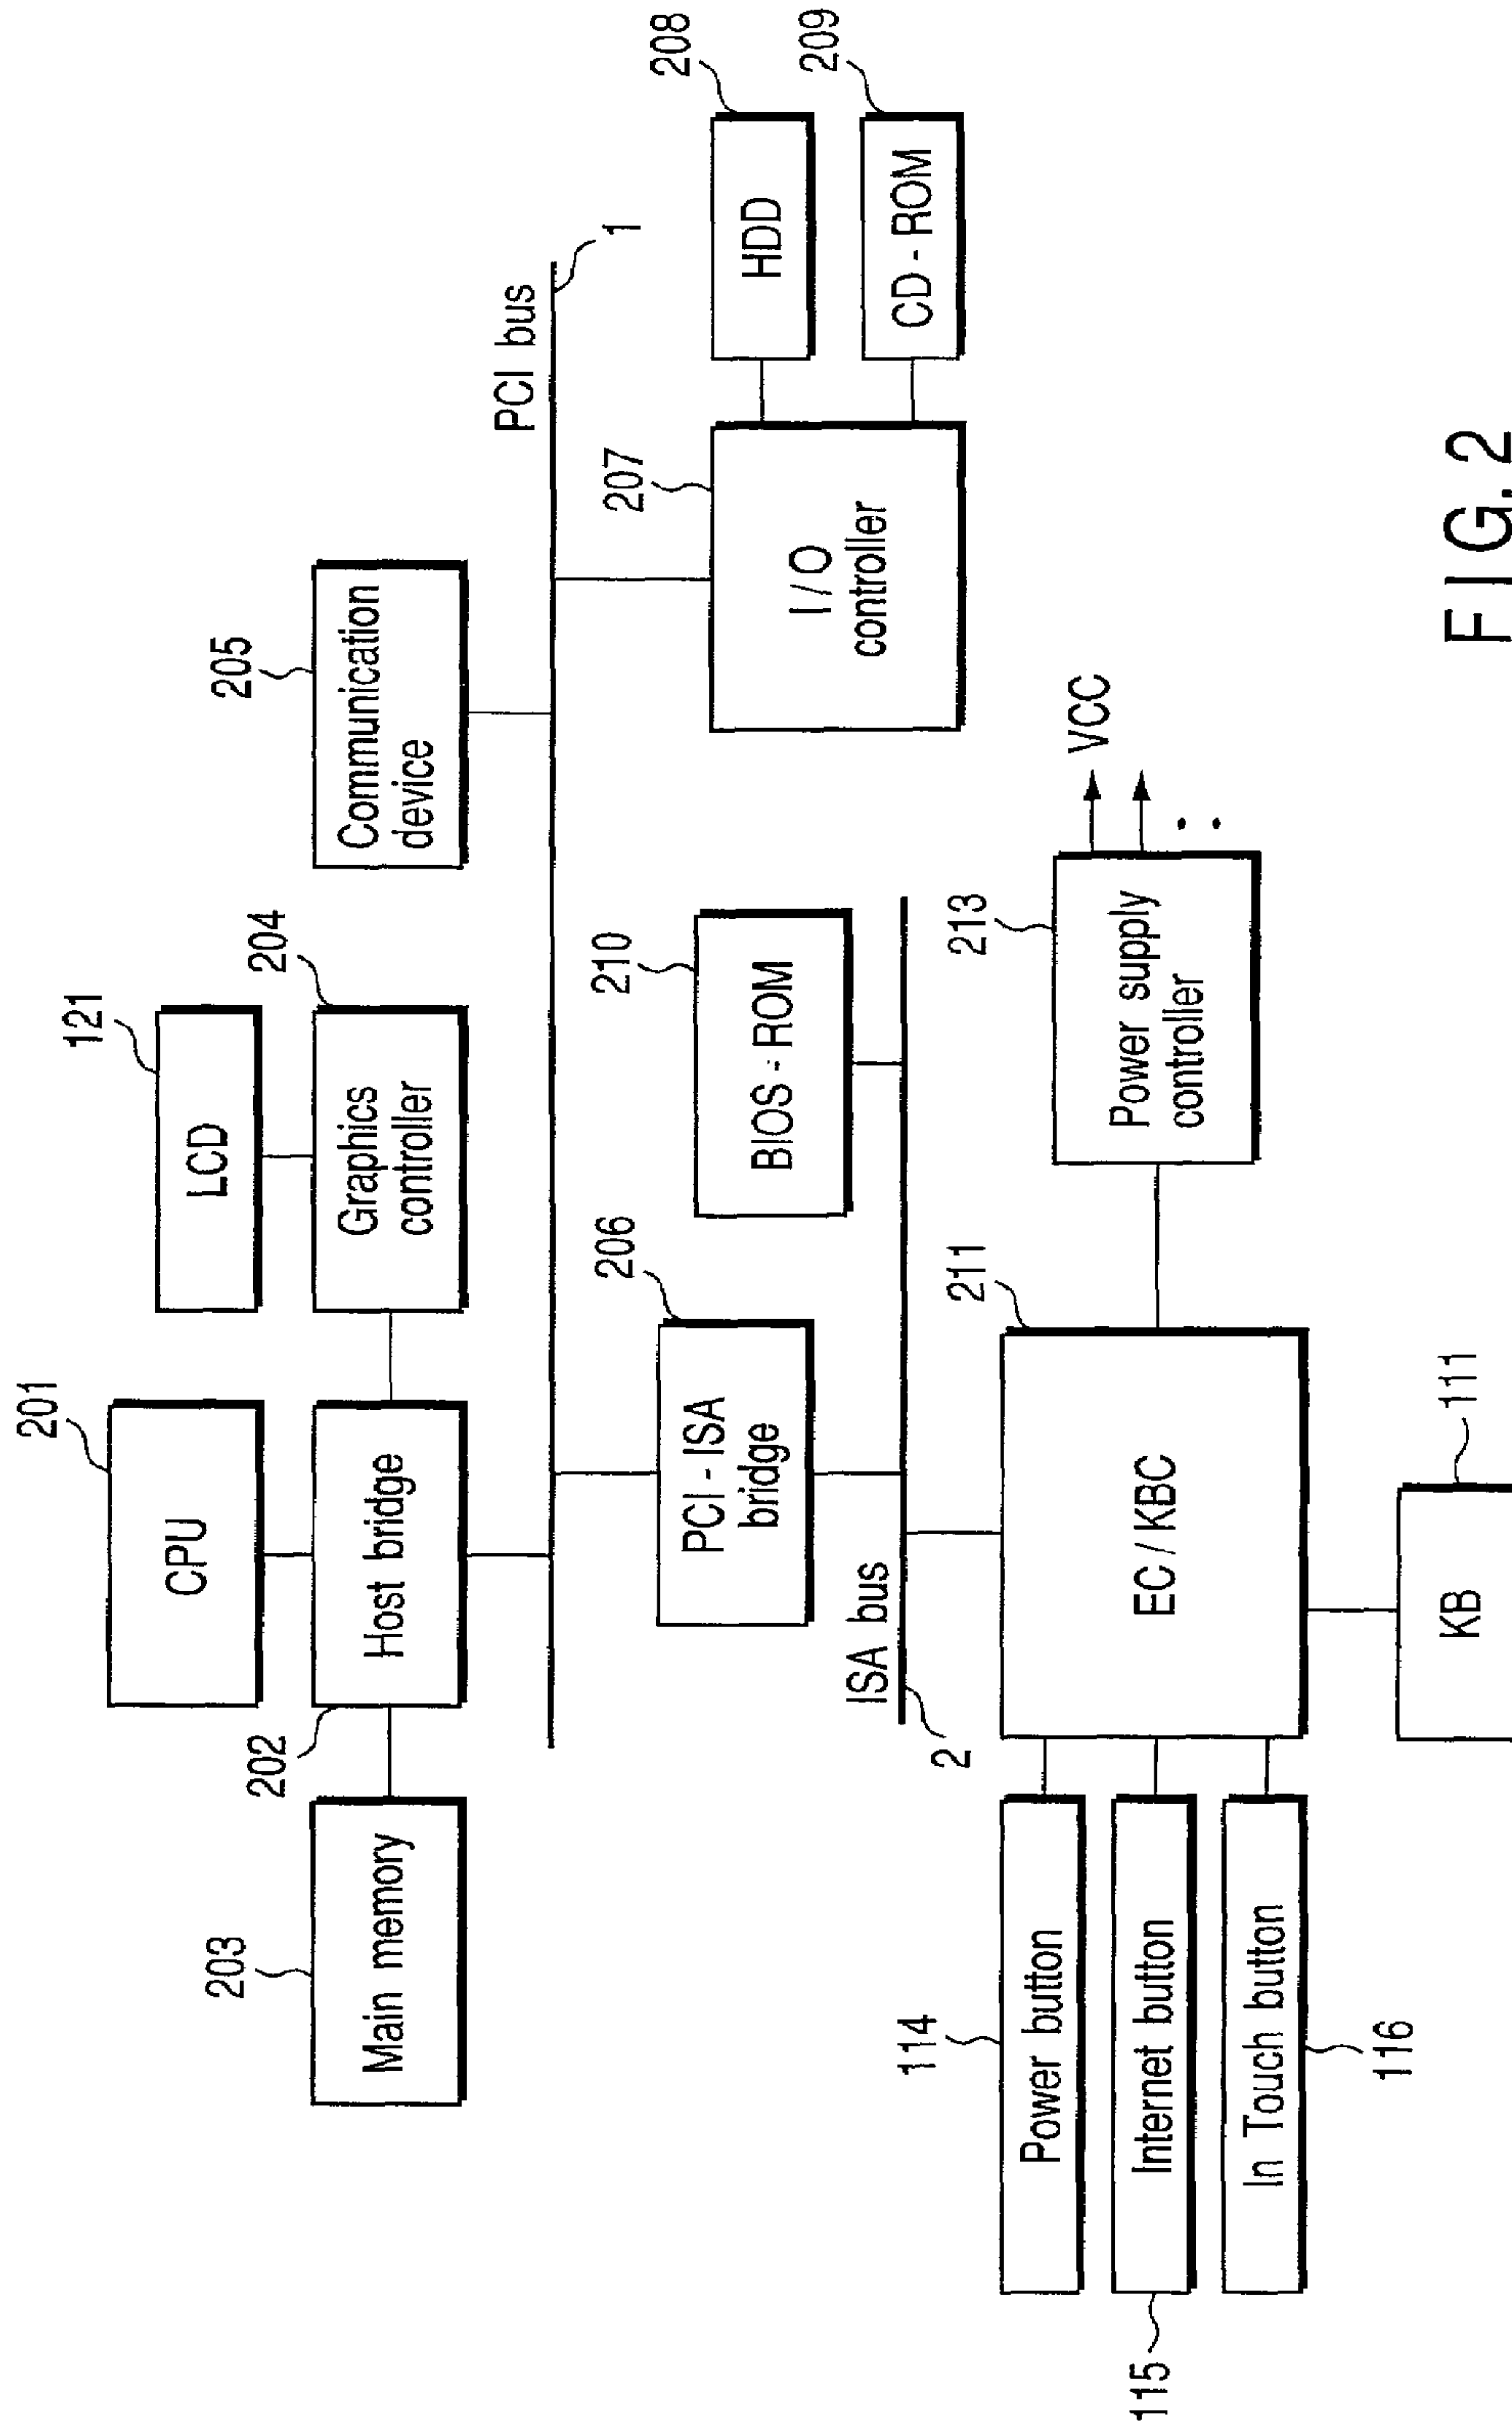 201
CPU
121
LCD
203
Main memory
202
Host bridge
204
Graphics
controller
205
Communication
device
PCI bus
1
206
PCI - ISA
bridge
210
BIOS - ROM
207
I / O
controller
208
HDD
209
CD - ROM
ISA bus
2
114
Power button
115
Internet button
In Touch button
116
211
EC / KBC
213
Power supply
controller
VCC
KB
111
FIG. 2